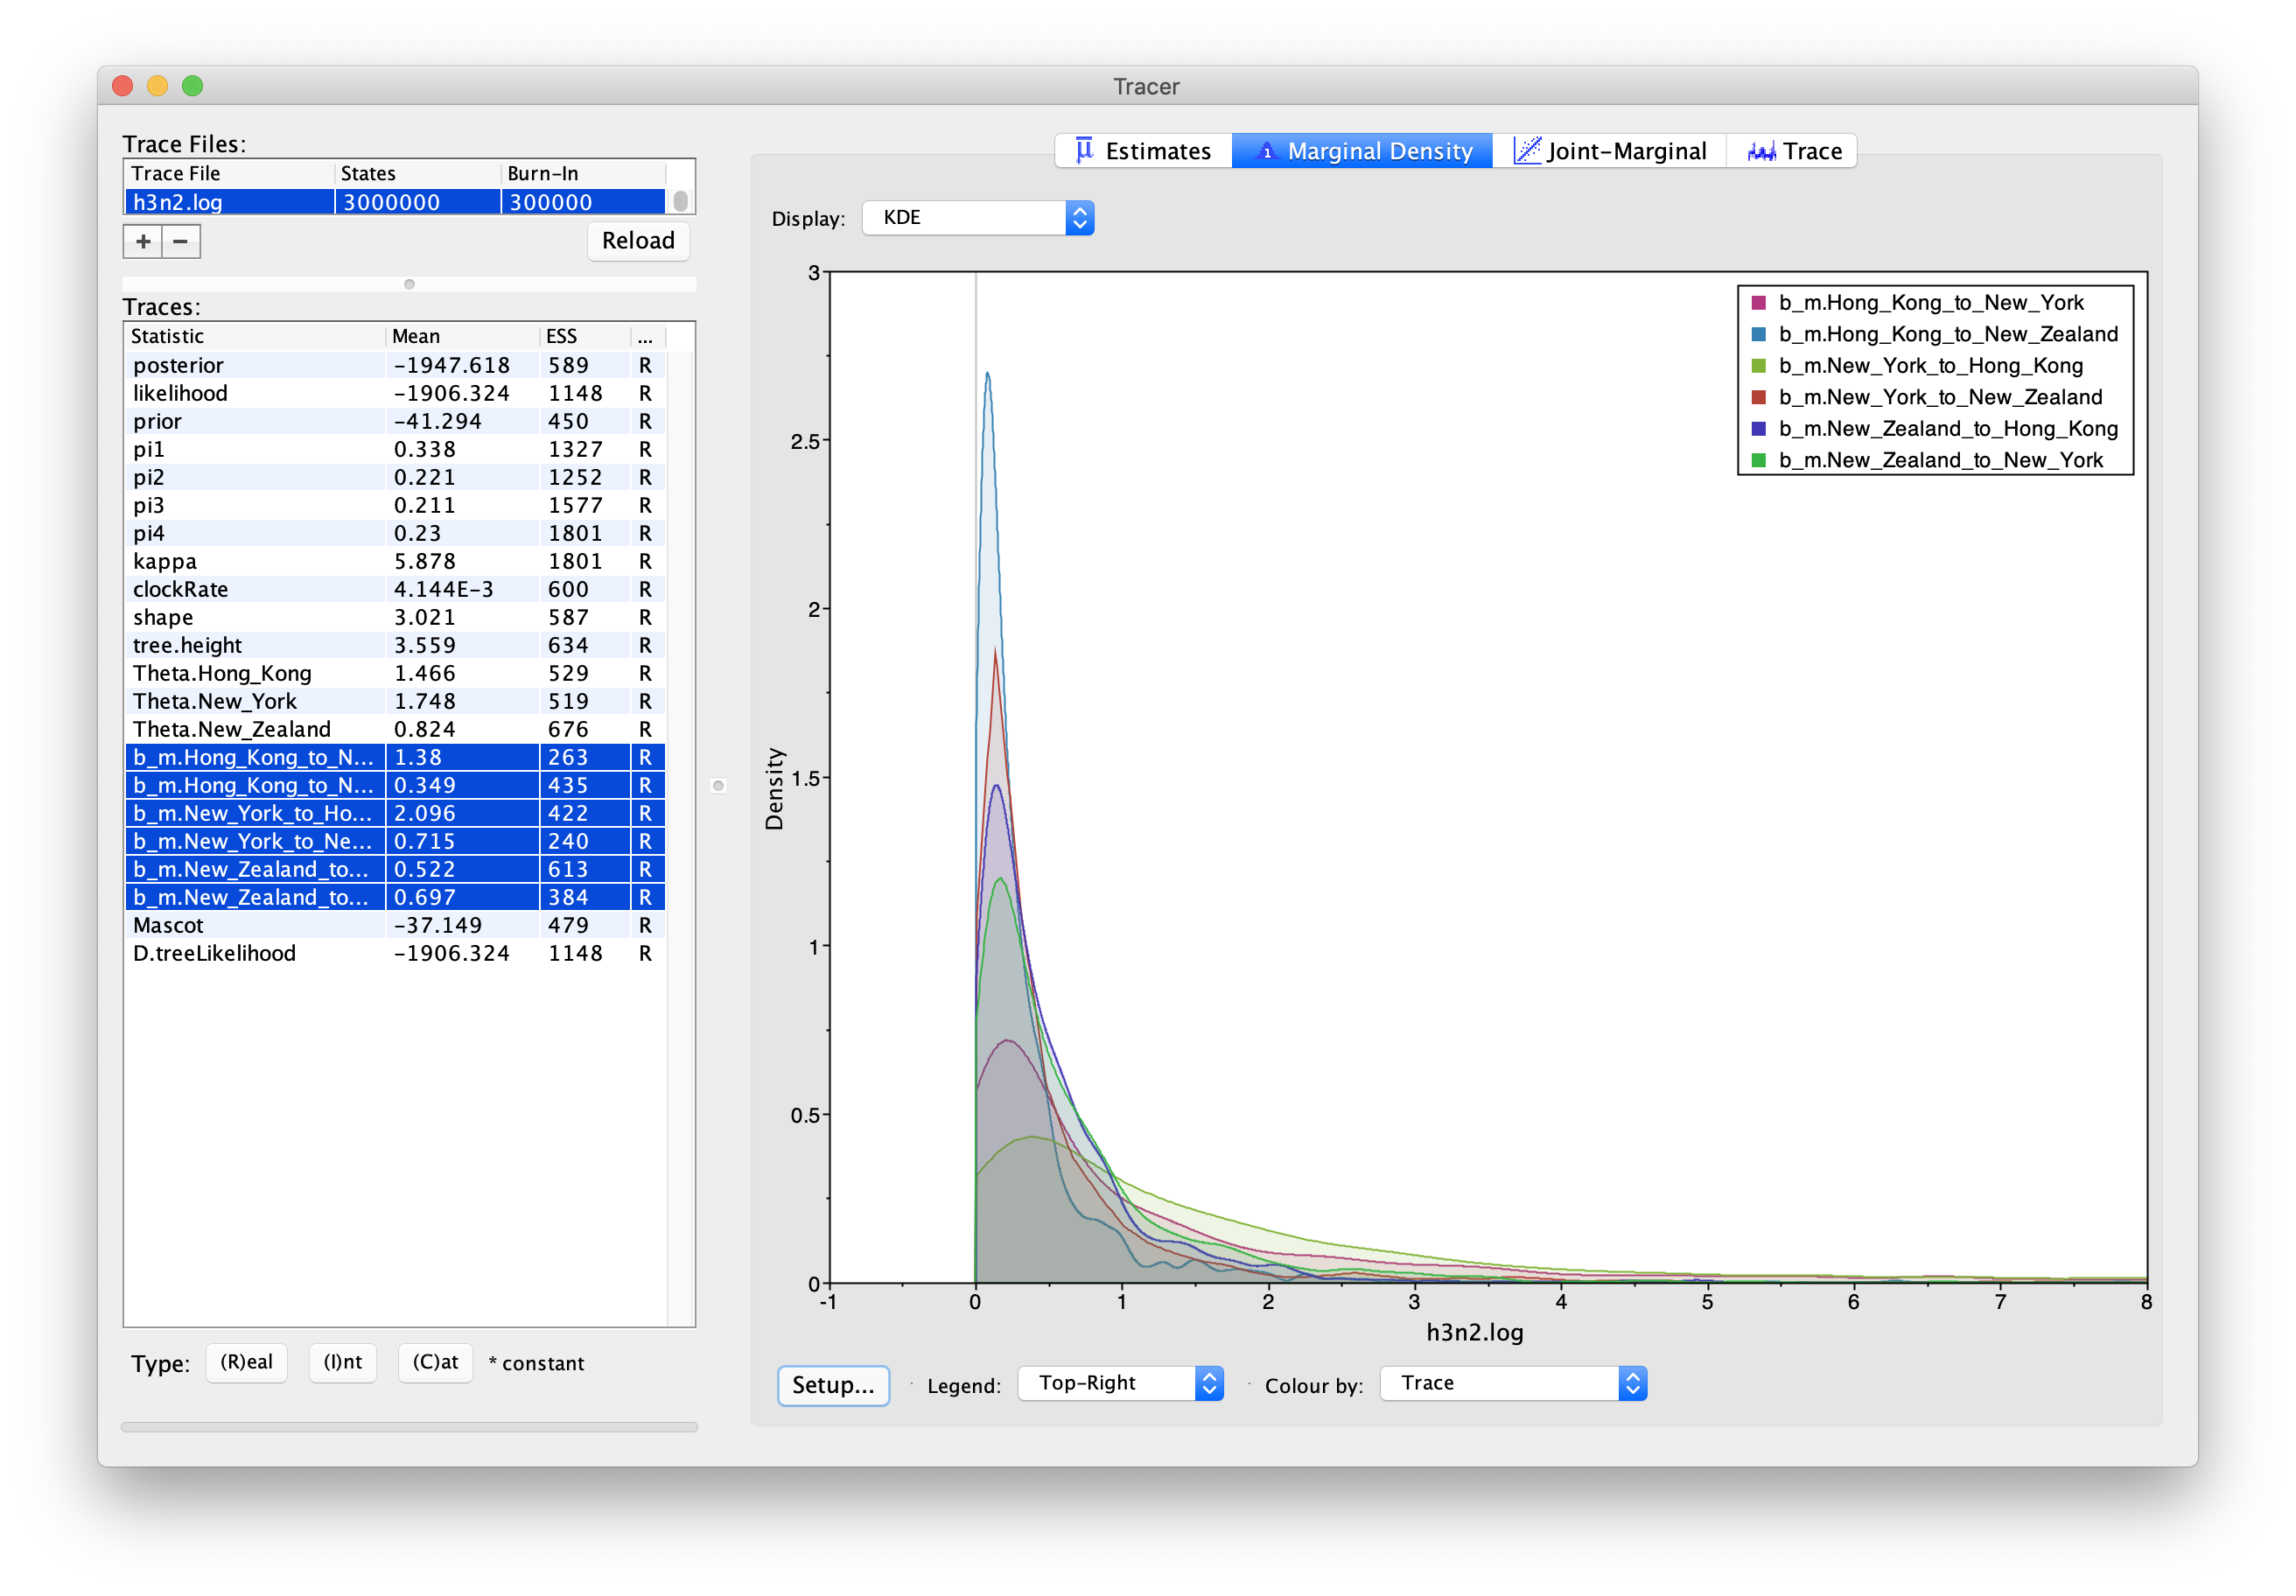 Tracer
Trace Files:
Trace File States Burn-In
h3n2.log 3000000 300000
+ −
Reload
Traces:
Statistic Mean ESS ...
posterior −1947.618 589 R
likelihood −1906.324 1148 R
prior −41.294 450 R
pi1 0.338 1327 R
pi2 0.221 1252 R
pi3 0.211 1577 R
pi4 0.23 1801 R
kappa 5.878 1801 R
clockRate 4.144E−3 600 R
shape 3.021 587 R
tree.height 3.559 634 R
Theta.Hong_Kong 1.466 529 R
Theta.New_York 1.748 519 R
Theta.New_Zealand 0.824 676 R
b_m.Hong_Kong_to_N... 1.38 263 R
b_m.Hong_Kong_to_N... 0.349 435 R
b_m.New_York_to_Ho... 2.096 422 R
b_m.New_York_to_Ne... 0.715 240 R
b_m.New_Zealand_to... 0.522 613 R
b_m.New_Zealand_to... 0.697 384 R
Mascot −37.149 479 R
D.treeLikelihood −1906.324 1148 R
Type: (R)eal (I)nt (C)at * constant
Estimates Marginal Density Joint-Marginal Trace
Display: KDE
b_m.Hong_Kong_to_New_York
b_m.Hong_Kong_to_New_Zealand
b_m.New_York_to_Hong_Kong
b_m.New_York_to_New_Zealand
b_m.New_Zealand_to_Hong_Kong
b_m.New_Zealand_to_New_York
Density
3
2.5
2
1.5
1
0.5
0
-1 0 1 2 3 4 5 6 7 8
h3n2.log
Setup... Legend: Top-Right Colour by: Trace